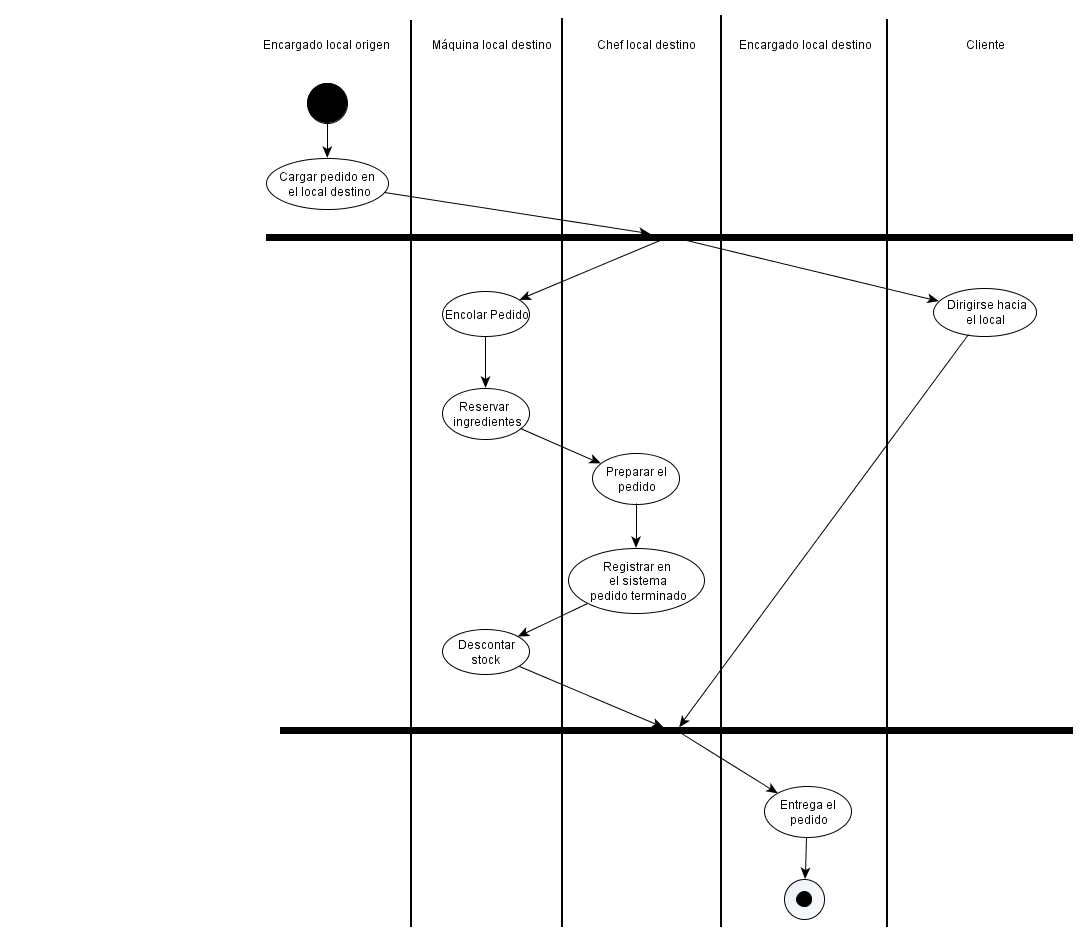 Encargado local origen
Máquina local destino
Chef local destino
Encargado local destino
Cliente
Cargar pedido en
el local destino
Encolar Pedido
Dirigirse hacia
el local
Reservar
ingredientes
Preparar el
pedido
Registrar en
el sistema
pedido terminado
Descontar
stock
Entrega el
pedido